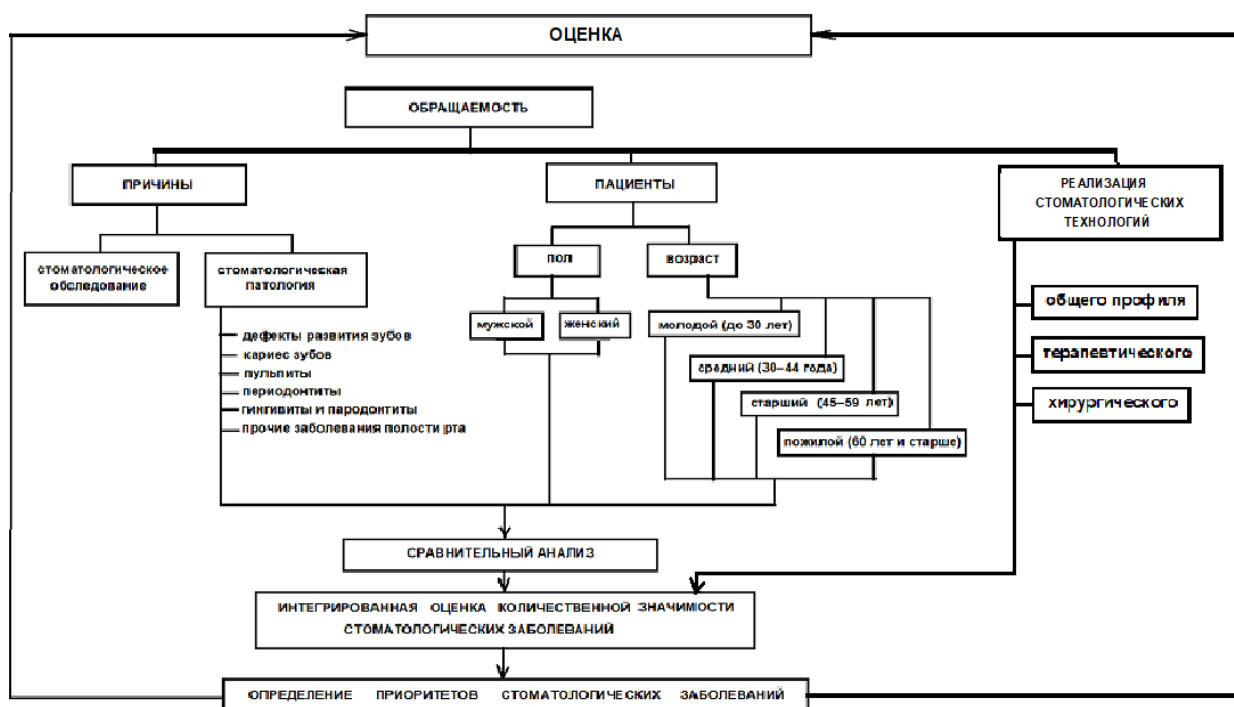 ОЦЕНКА
ОБРАЩАЕМОСТЬ
ПРИЧИНЫ
ПАЦИЕНТЫ
РЕАЛИЗАЦИЯ
СТОМАТОЛОГИЧЕСКИХ
ТЕХНОЛОГИЙ
стоматологическое
обследование
стоматологическая
патология
пол
возраст
мужской
женский
молодой (до 30 лет)
средний (30–44 года)
старший (45–59 лет)
пожилой (60 лет и старше)
общего профиля
терапевтического
хирургического
дефекты развития зубов
кариес зубов
пульпиты
периодонтиты
гингивиты и пародонтиты
прочие заболевания полости рта
СРАВНИТЕЛЬНЫЙ АНАЛИЗ
ИНТЕГРИРОВАННАЯ ОЦЕНКА КОЛИЧЕСТВЕННОЙ ЗНАЧИМОСТИ
СТОМАТОЛОГИЧЕСКИХ ЗАБОЛЕВАНИЙ
ОПРЕДЕЛЕНИЕ ПРИОРИТЕТОВ СТОМАТОЛОГИЧЕСКИХ ЗАБОЛЕВАНИЙ